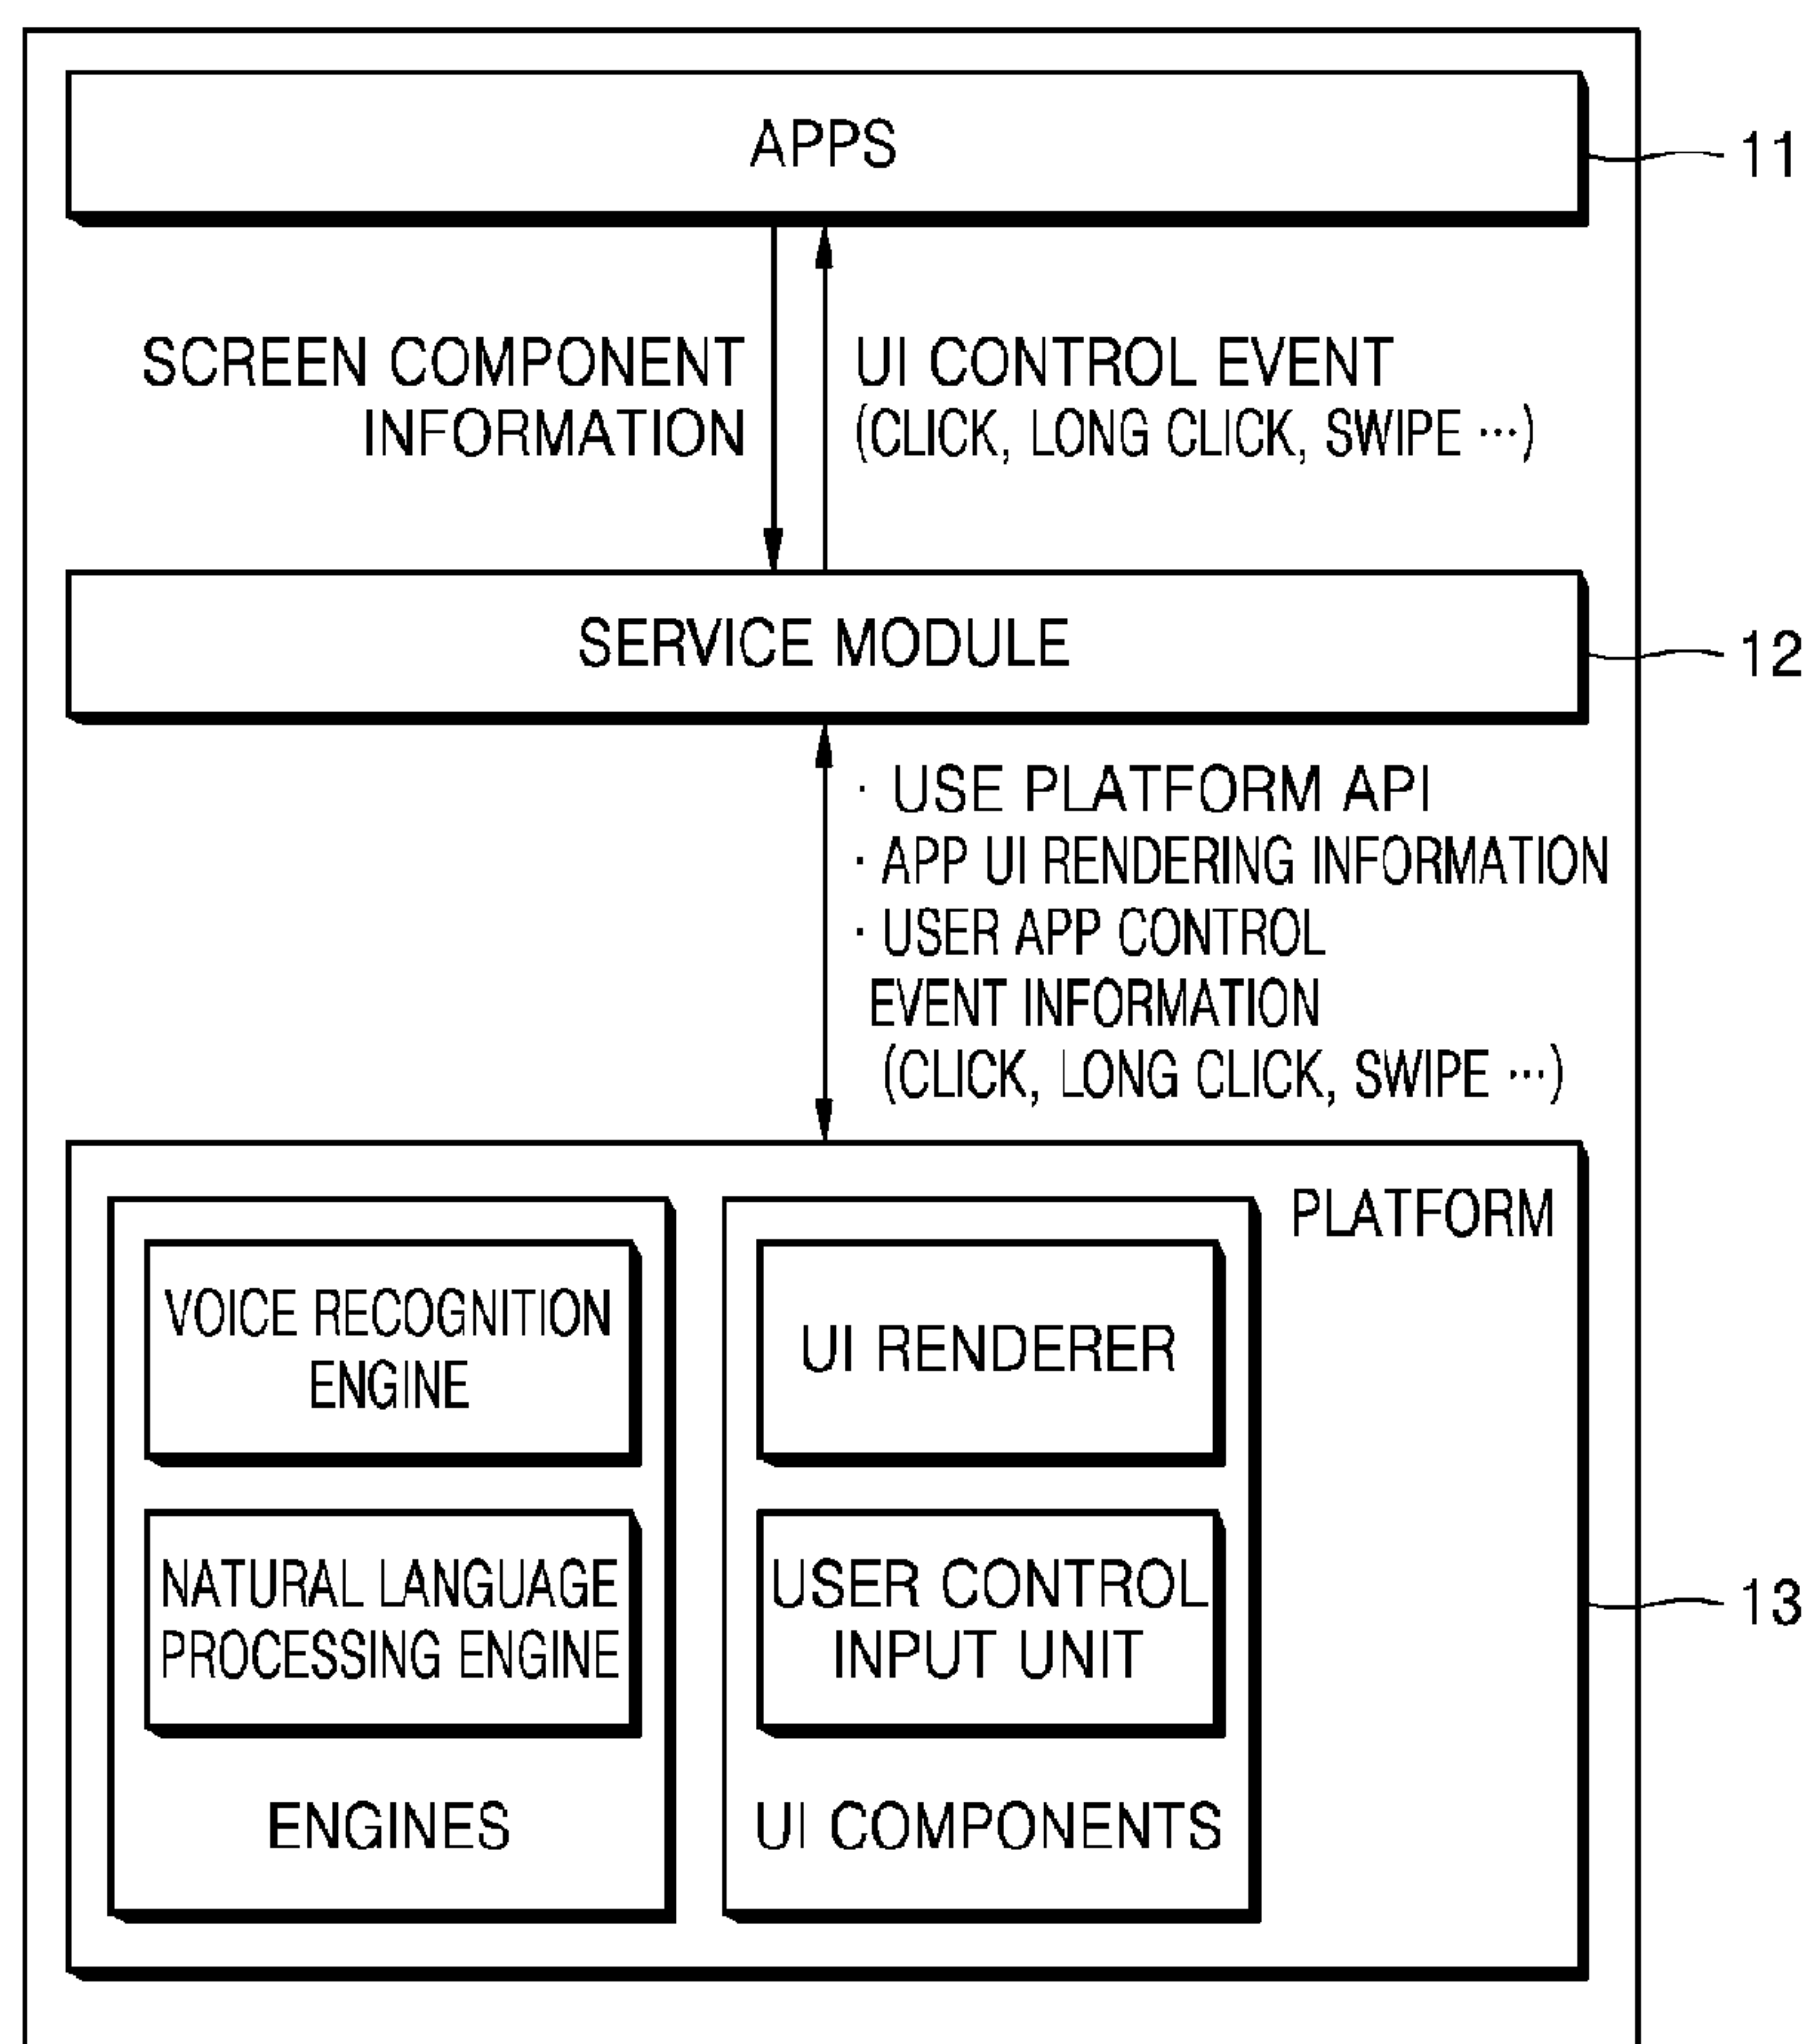 APPS
11
SCREEN COMPONENT
INFORMATION
UI CONTROL EVENT
(CLICK, LONG CLICK, SWIPE ···)
SERVICE MODULE
12
· USE PLATFORM API
· APP UI RENDERING INFORMATION
· USER APP CONTROL
EVENT INFORMATION
(CLICK, LONG CLICK, SWIPE ···)
PLATFORM
VOICE RECOGNITION
ENGINE
NATURAL LANGUAGE
PROCESSING ENGINE
ENGINES
UI RENDERER
USER CONTROL
INPUT UNIT
UI COMPONENTS
13